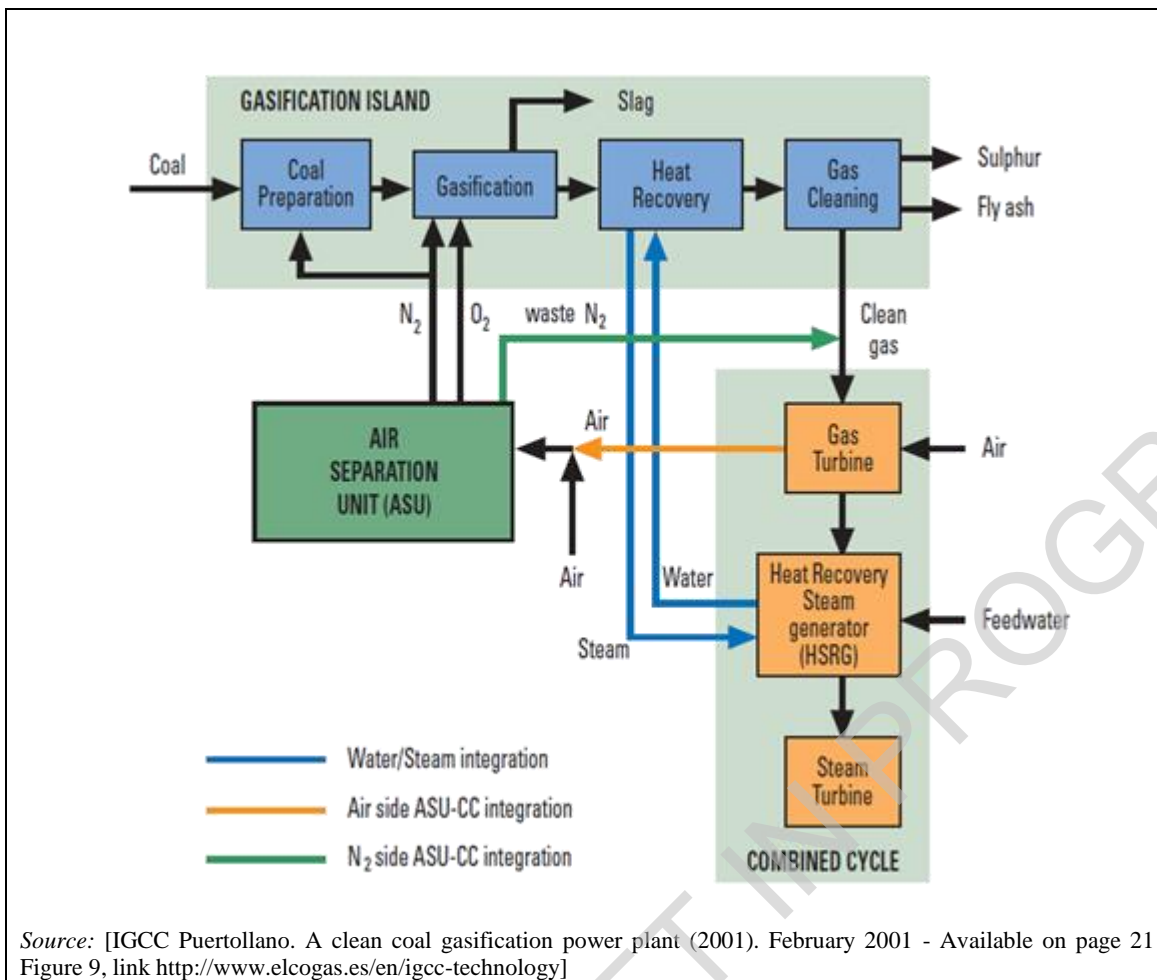 GASIFICATION ISLAND
Slag
Coal
Coal
Preparation
Gasification
Heat
Recovery
Gas
Cleaning
Sulphur
Fly ash
N2
O2
waste N2
Clean
gas
AIR
SEPARATION
UNIT (ASU)
Air
Gas
Turbine
Air
Air
Water
Steam
Heat Recovery
Steam
generator
(HSRG)
Feedwater
Steam
Turbine
COMBINED CYCLE
Water/Steam integration
Air side ASU-CC integration
N2 side ASU-CC integration
Source: [IGCC Puertollano. A clean coal gasification power plant (2001). February 2001 - Available on page 21
Figure 9, link http://www.elcogas.es/en/igcc-technology]
T IN PROGR